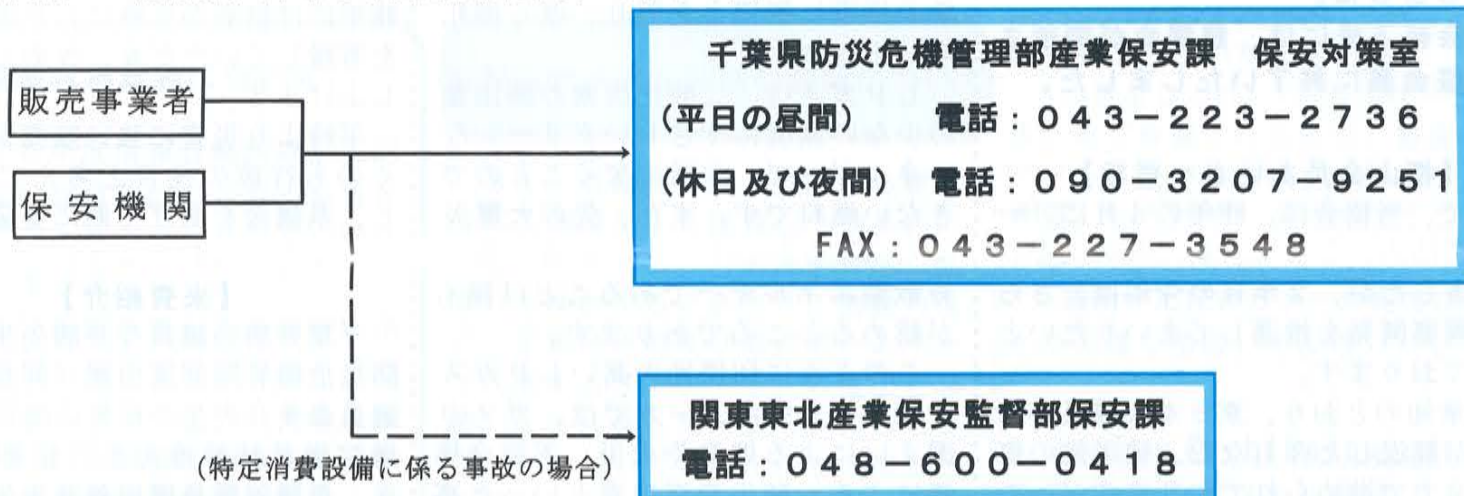 販売事業者
保安機関
千葉県防災危機管理部産業保安課　保安対策室
(平日の昼間)　電話：０４３－２２３－２７３６
(休日及び夜間)　電話：０９０－３２０７－９２５
FAX：０４３－２２７－３５４８
関東東北産業保安監督部保安課
電話：０４８－６００－０４１８
(特定消費設備に係る事故の場合)